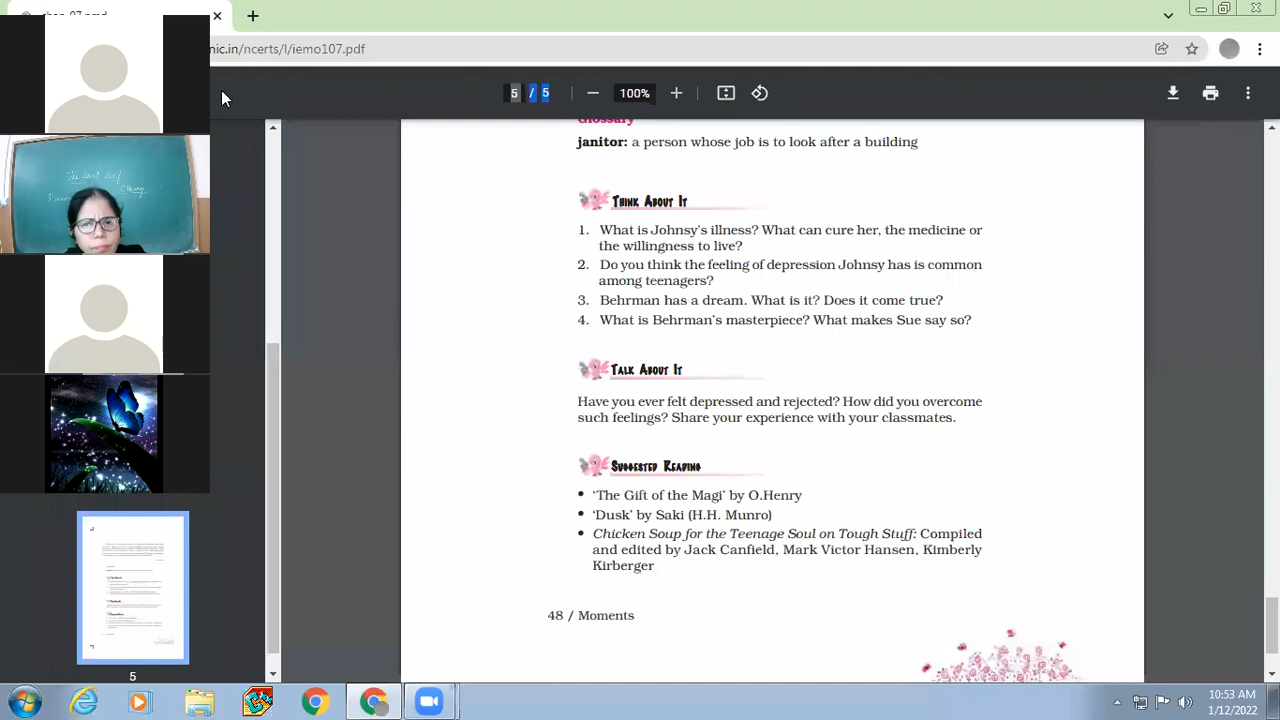 nic.in/ncerts/l/iemo107.pdf
5 / 5
100%
Glossary
janitor: a person whose job is to look after a building
THINK ABOUT IT
1. What is Johnsy's illness? What can cure her, the medicine or
the willingness to live?
2. Do you think the feeling of depression Johnsy has is common
among teenagers?
3. Behrman has a dream. What is it? Does it come true?
4. What is Behrman's masterpiece? What makes Sue say so?
TALK ABOUT IT
Have you ever felt depressed and rejected? How did you overcome
such feelings? Share your experience with your classmates.
SUGGESTED READING
• 'The Gift of the Magi' by O.Henry
• 'Dusk' by Saki (H.H. Munro)
• Chicken Soup for the Teenage Soul on Tough Stuff: Compiled
and edited by Jack Canfield, Mark Victor Hansen, Kimberly
Kirberger
/ Moments
The Last Leaf
O Henry
5
10:53 AM
1/12/2022